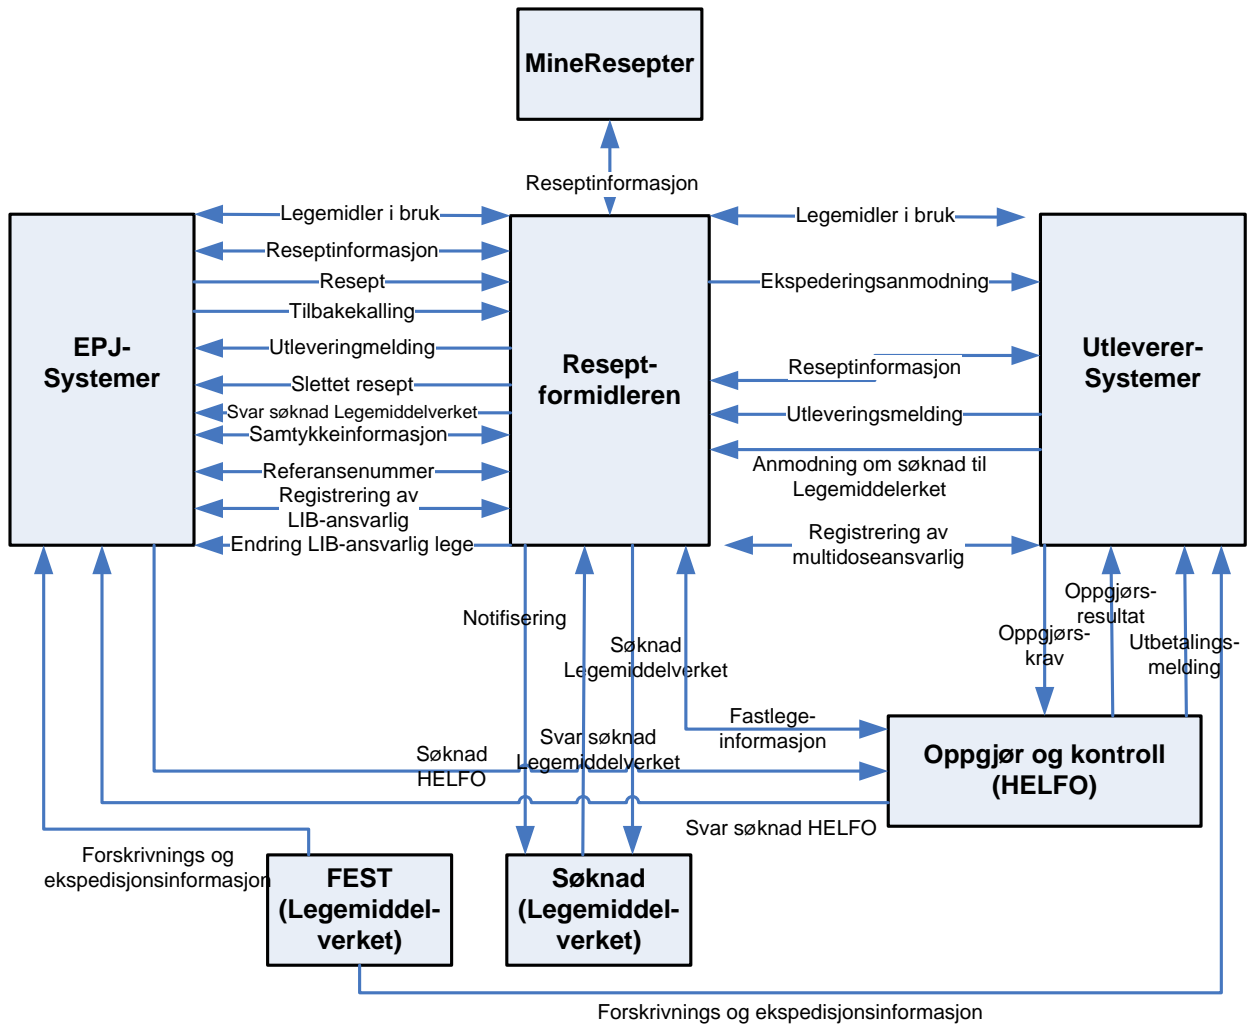 MineResepter
Reseptinformasjon
Legemidler i bruk
Legemidler i bruk
Reseptinformasjon
Resept
Ekspederingsanmodning
Tilbakekalling
EPJ-
Systemer
Utleveringmelding
Resept-
formidleren
Reseptinformasjon
Utleverer-
Systemer
Slettet resept
Svar søknad Legemiddelverket
Utleveringsmelding
Samtykkeinformasjon
Referansenummer
Anmodning om søknad til
Legemiddelerket
Registrering av
LIB-ansvarlig
Endring LIB-ansvarlig lege
Registrering av
multidoseansvarlig
Notifisering
Søknad
Legemiddelverket
Oppgjørs-
resultat
Oppgjørs-
krav
Utbetalings-
melding
Fastlege-
informasjon
Søknad
HELFO
Svar søknad
Legemiddelverket
Oppgjør og kontroll
(HELFO)
Svar søknad HELFO
Forskrivnings og
ekspedisjonsinformasjon
FEST
(Legemiddel-
verket)
Søknad
(Legemiddel-
verket)
Forskrivnings og ekspedisjonsinformasjon